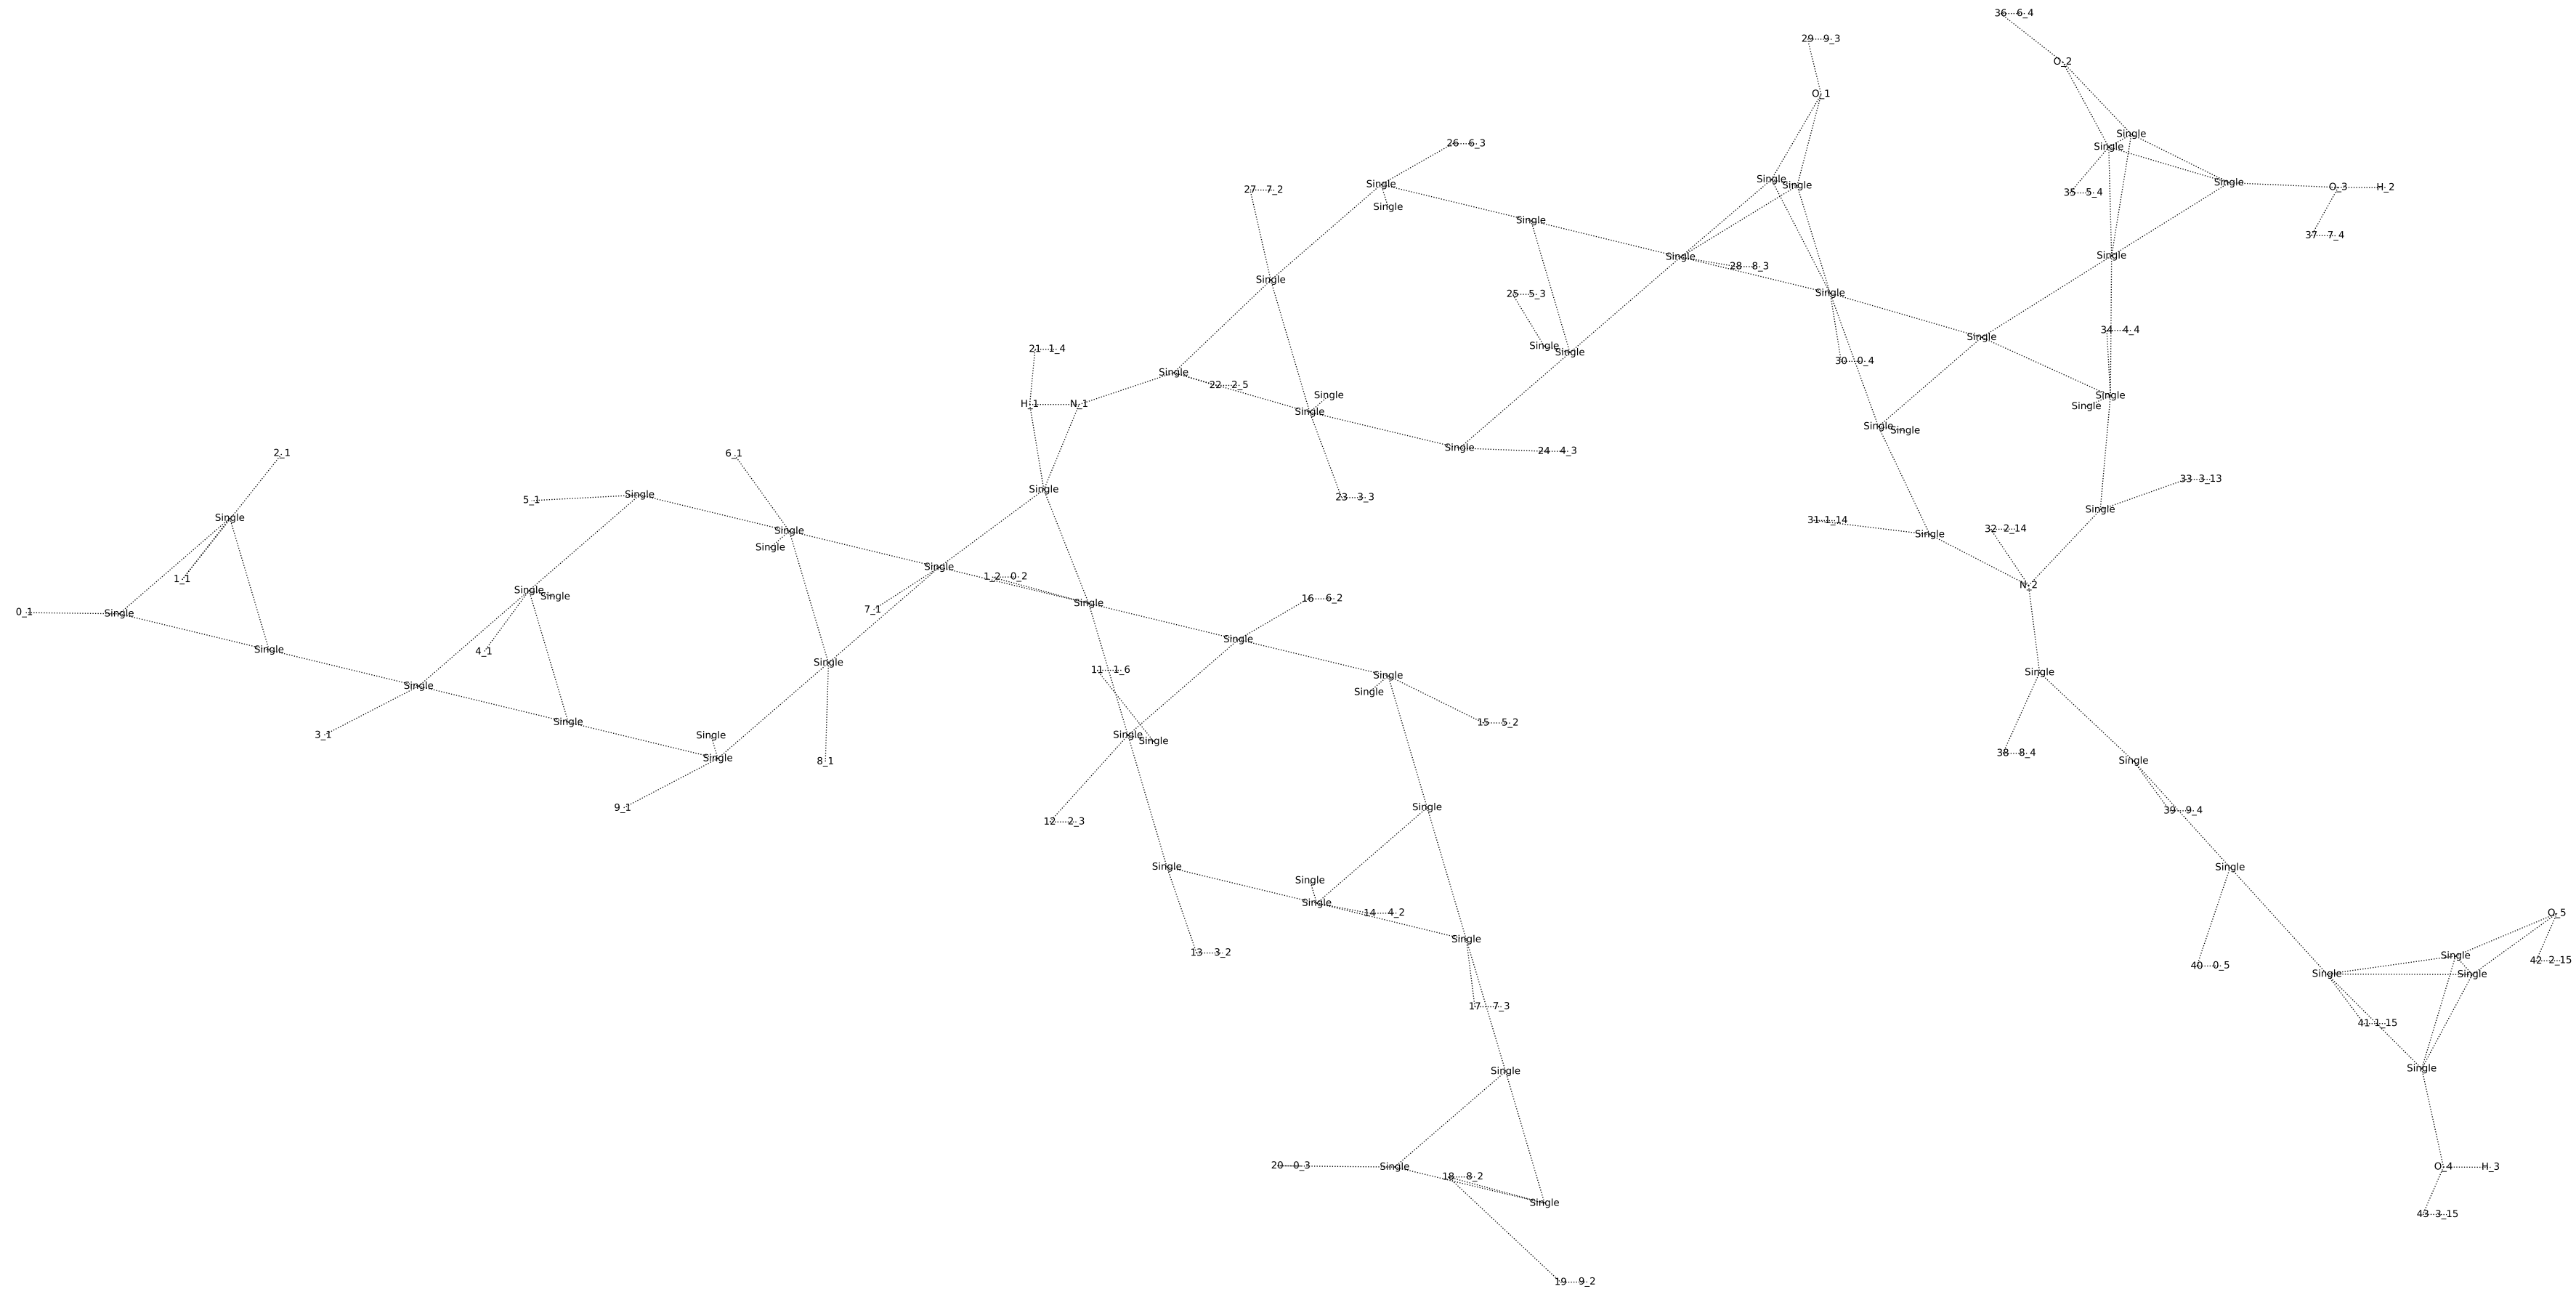 36 6_4
29 9_3
O_2
O_1
Single
26 6_3
Single
Single
Single
Single
Single
O_3 H_2
27 7_2
35 5_4
Single
Single
37 7_4
Single
Single
28 8_3
Single
Single
25 5_3
34 4_4
Single
21 1_4
Single
Single
30 0_4
Single
22 2_5
Single
Single
H_1 N_1
Single
Single
Single
Single
Single
24 4_3
2_1
6_1
33 3_13
Single
Single
23 3_3
5_1
Single
Single
31 1_14
32 2_14
Single
Single
Single
Single
1_2 0_2
1_1
N_2
Single
Single
16 6_2
Single
7_1
0_1
Single
Single
Single
4_1
Single
11 1_6
Single
Single
Single
Single
Single
15 5_2
3_1
Single
Single
Single
38 8_4
Single
8_1
Single
9_1
Single
39 9_4
12 2_3
Single
Single
Single
Single
14 4_2
O_5
Single
13 3_2
Single
42 2_15
40 0_5
Single
Single
17 7_3
41 1_15
Single
Single
20 0_3
Single
O_4 H_3
18 8_2
Single
43 3_15
19 9_2